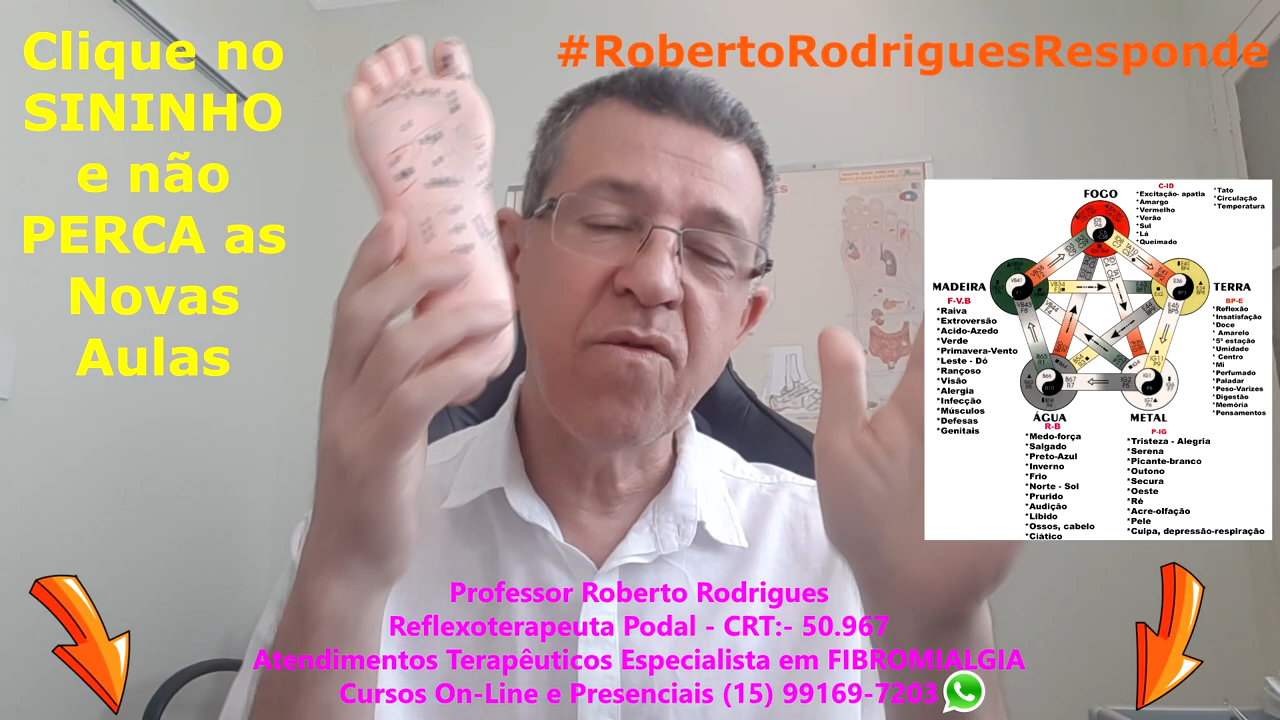 Clique no
SININHO
e não
PERCA as
Novas
Aulas
#RobertoRodriguesResponde
FOGO
C-ID
*Excitação- apatia
*Amargo
*Vermelho
*Verão
*Sul
*Lá
*Queimado
*Tato
*Circulação
*Temperatura
MADEIRA
F-V.B
*Raiva
*Extroversão
*Acido-Azedo
*Verde
*Primavera-Vento
*Leste - Dó
*Rançoso
*Visão
*Alergia
*Infecção
*Músculos
*Defesas
*Genitais
TERRA
BP-E
*Reflexão
*Insatisfação
*Doce
* Amarelo
*5ª estação
*Umidade
* Centro
*Mi
*Perfumado
*Paladar
*Peso-Varizes
*Digestão
*Memória
*Pensamentos
ÁGUA
R-B
*Medo-força
*Salgado
*Preto-Azul
*Inverno
*Frio
*Norte - Sol
*Prurido
*Audição
*Libido
*Ossos, cabelo
*Ciático
METAL
P-IG
*Tristeza - Alegria
*Serena
*Picante-branco
*Outono
*Secura
*Oeste
*Ré
*Acre-olfação
*Pele
*Culpa, depressão-respiração
Professor Roberto Rodrigues
Reflexoterapeuta Podal - CRT:- 50.967
Atendimentos Terapêuticos Especialista em FIBROMIALGIA
Cursos On-Line e Presenciais (15) 99169-7203